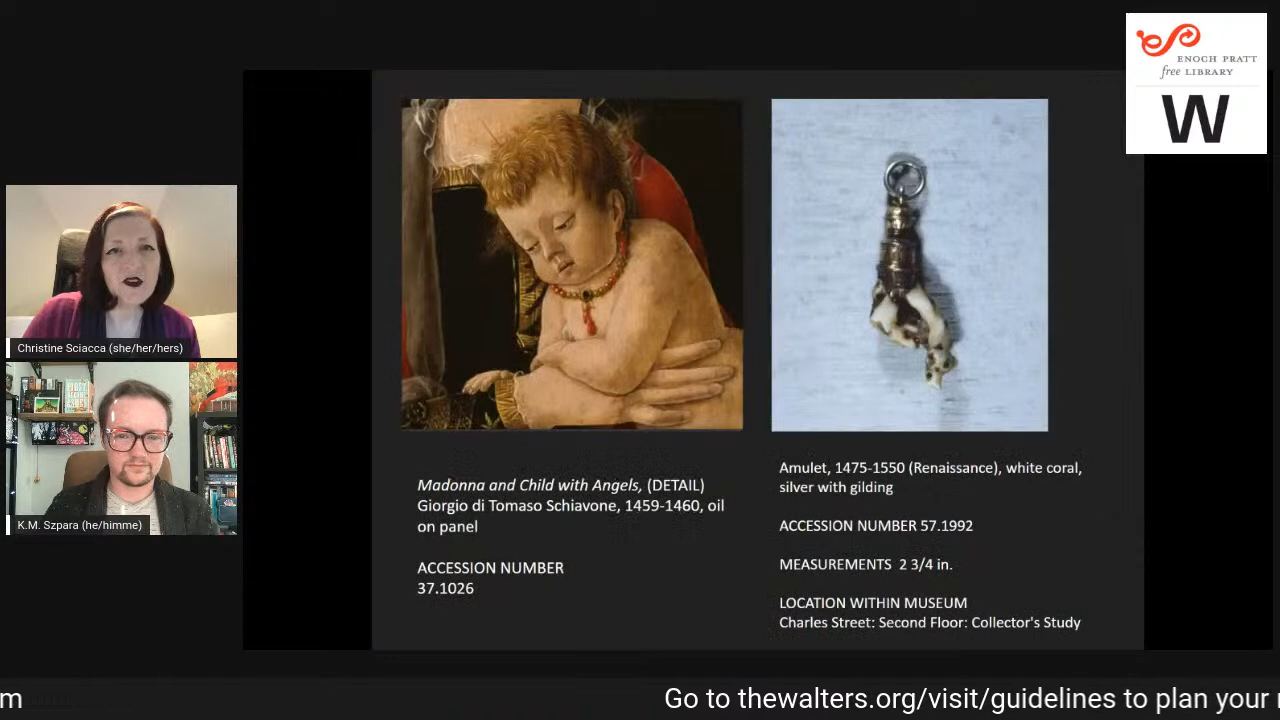 ENOCH PRATT
free LIBRARY
W
Christine Sciacca (she/her/hers)
K.M. Szpara (he/himme)
Madonna and Child with Angels, (DETAIL)
Giorgio di Tomaso Schiavone, 1459-1460, oil
on panel
ACCESSION NUMBER
37.1026
Amulet, 1475-1550 (Renaissance), white coral,
silver with gilding
ACCESSION NUMBER 57.1992
MEASUREMENTS 2 3/4 in.
LOCATION WITHIN MUSEUM
Charles Street: Second Floor: Collector's Study
m
Go to thewalters.org/visit/guidelines to plan your